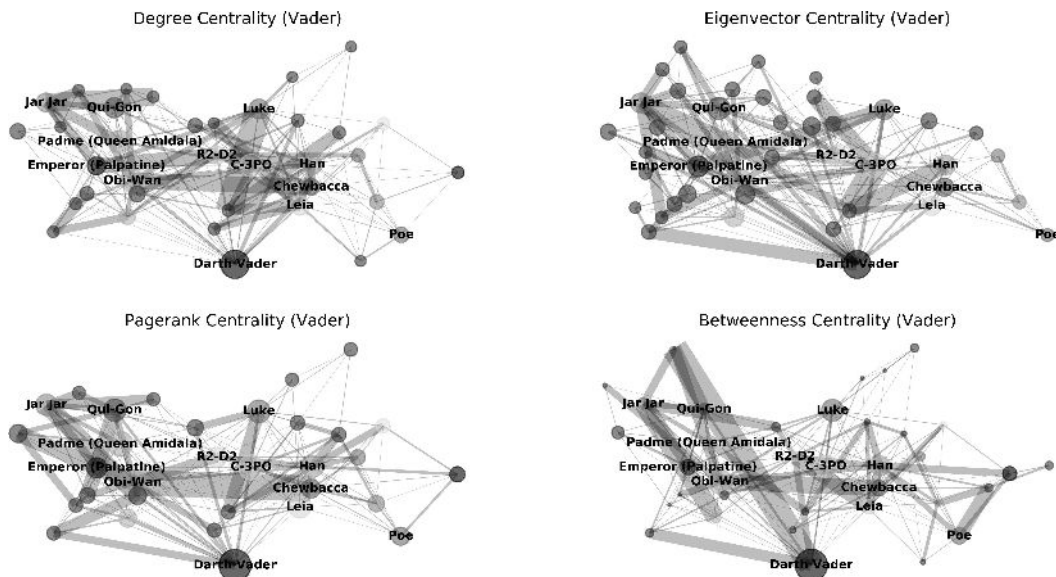 Degree Centrality (Vader)
Jar Jar
Qui-Gon
Luke
Padme (Queen Amidala)
R2-D2
Emperor (Palpatine)
C-3PO
Han
Obi-Wan
Chewbacca
Leia
Poe
Darth Vader
Eigenvector Centrality (Vader)
Jar Jar
Qui-Gon
Luke
Padme (Queen Amidala)
R2-D2
Emperor (Palpatine)
C-3PO
Han
Obi-Wan
Chewbacca
Leia
Poe
Darth Vader
Pagerank Centrality (Vader)
Jar Jar
Qui-Gon
Luke
Padme (Queen Amidala)
R2-D2
Emperor (Palpatine)
C-3PO
Han
Obi-Wan
Chewbacca
Leia
Poe
Darth Vader
Betweenness Centrality (Vader)
Jar Jar
Qui-Gon
Luke
Padme (Queen Amidala)
R2-D2
Emperor (Palpatine)
C-3PO
Han
Obi-Wan
Chewbacca
Leia
Poe
Darth Vader